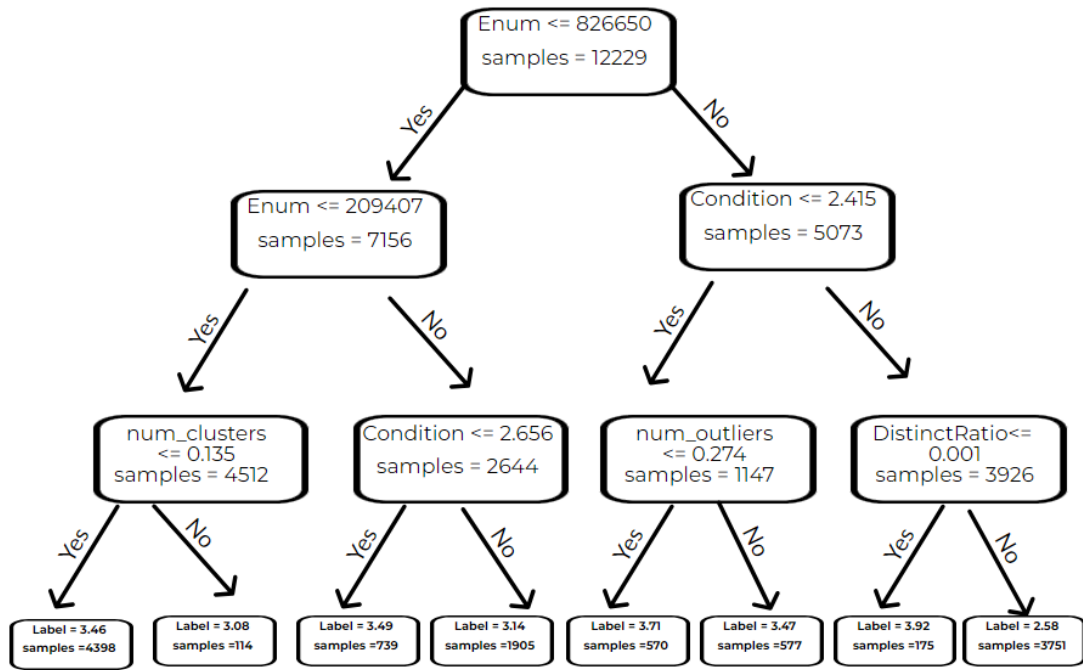 Enum <= 826650
samples = 12229
Yes
No
Enum <= 209407
samples = 7156
Condition <= 2.415
samples = 5073
Yes
No
Yes
No
num_clusters
<= 0.135
samples = 4512
Condition <= 2.656
samples = 2644
num_outliers
<= 0.274
samples = 1147
DistinctRatio<=
0.001
samples = 3926
Yes
No
Yes
No
Yes
No
Yes
No
Label = 3.46
samples =4398
Label = 3.08
samples =114
Label = 3.49
samples =739
Label = 3.14
samples =1905
Label = 3.71
samples =570
Label = 3.47
samples =577
Label = 3.92
samples =175
Label = 2.58
samples =3751